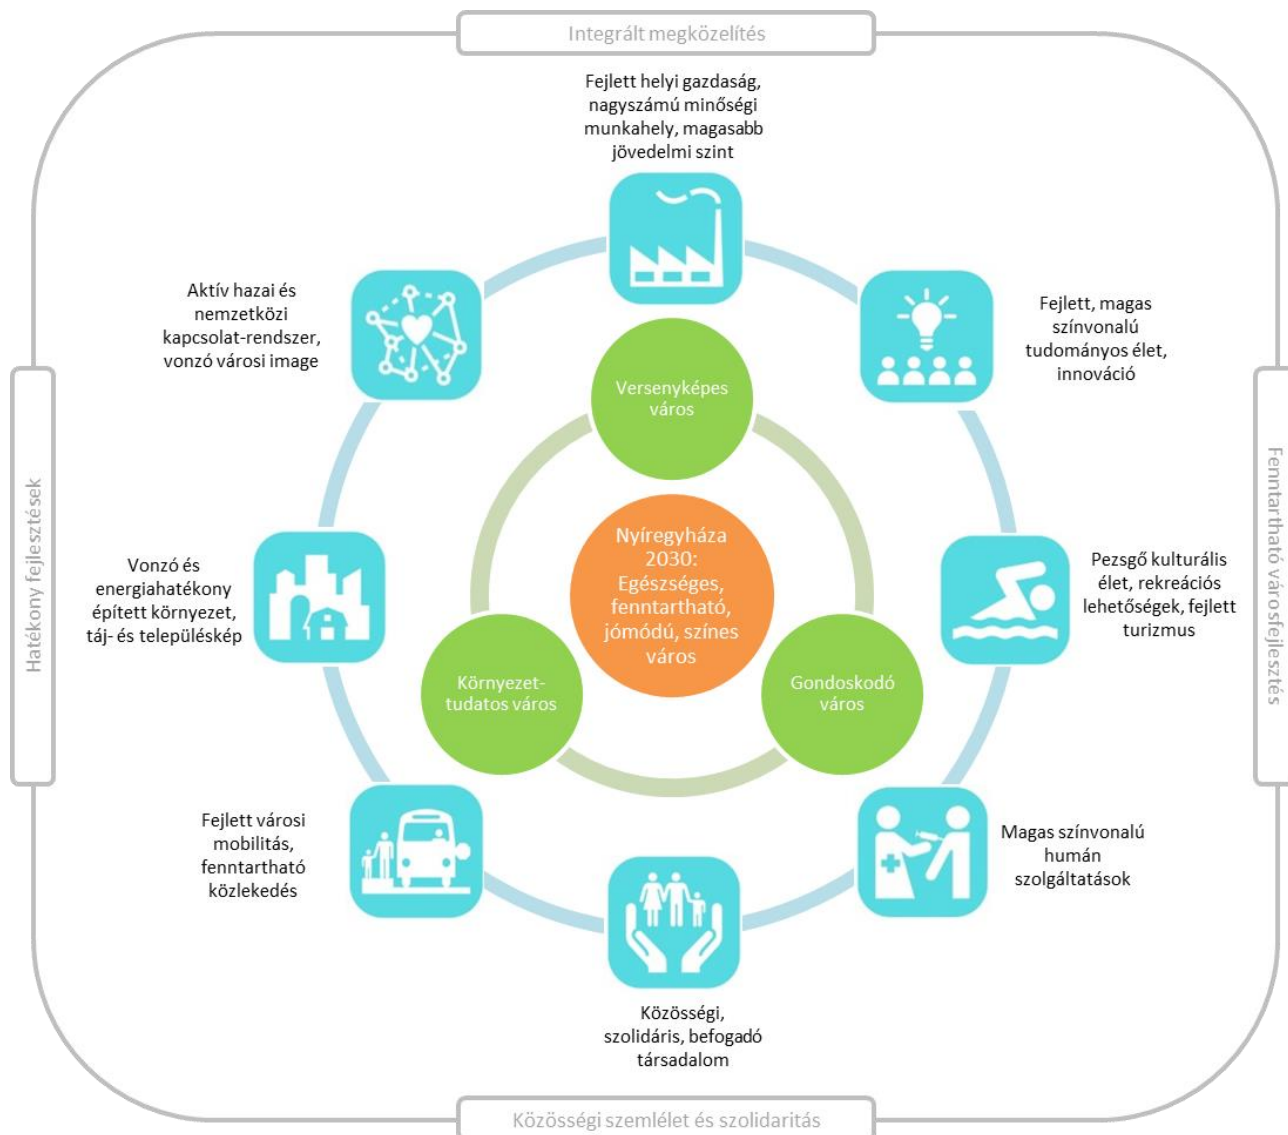 Integrált megközelítés
Fejlett helyi gazdaság,
nagyszámú minőségi
munkahely, magasabb
jövedelmi szint
Aktív hazai és
nemzetközi
kapcsolat-rendszer,
vonzó városi image
Fejlett, magas
színvonalú
tudományos élet,
innováció
Versenyképes
város
Hatékony fejlesztések
Fenntartható városfejlesztés
Nyíregyháza
2030:
Egészséges,
fenntartható,
jómódú, színes
város
Vonzó és
energiahatékony
épített környezet,
táj- és településkép
Pezsgő kulturális
élet, rekreációs
lehetőségek, fejlett
turizmus
Környezet-
tudatos város
Gondoskodó
város
Fejlett városi
mobilitás,
fenntartható
közlekedés
Magas színvonalú
humán
szolgáltatások
Közösségi,
szolidáris, befogadó
társadalom
Közösségi szemlélet és szolidaritás